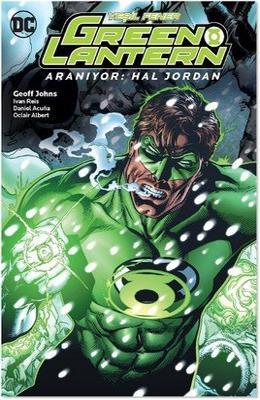 DC
YEŞİL FENER
GREEN LANTERN
ARANIYOR: HAL JORDAN
Geoff Johns
Ivan Reis
Daniel Acuña
Oclair Albert